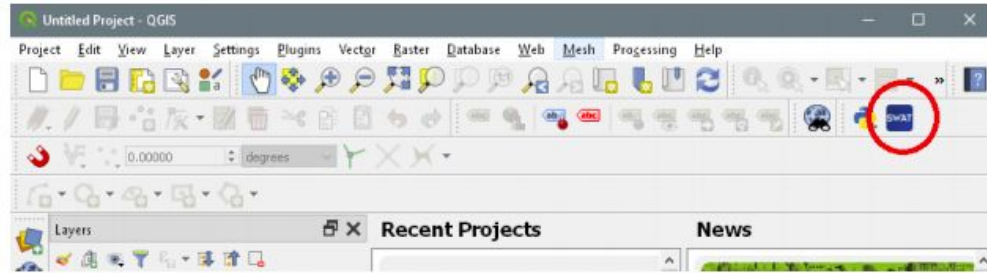 Untitled Project - QGIS
Project Edit View Layer Settings Plugins Vector Raster Database Web Mesh Processing Help
abc
SWAT
0.00000 degrees
Layers
Recent Projects
News